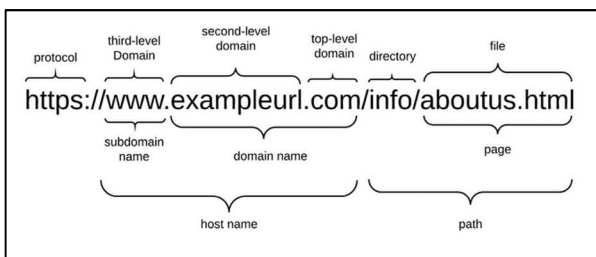 protocol
third-level
Domain
second-level
domain
top-level
domain
directory
file
https://www.exampleurl.com/info/aboutus.html
subdomain
name
domain name
page
host name
path